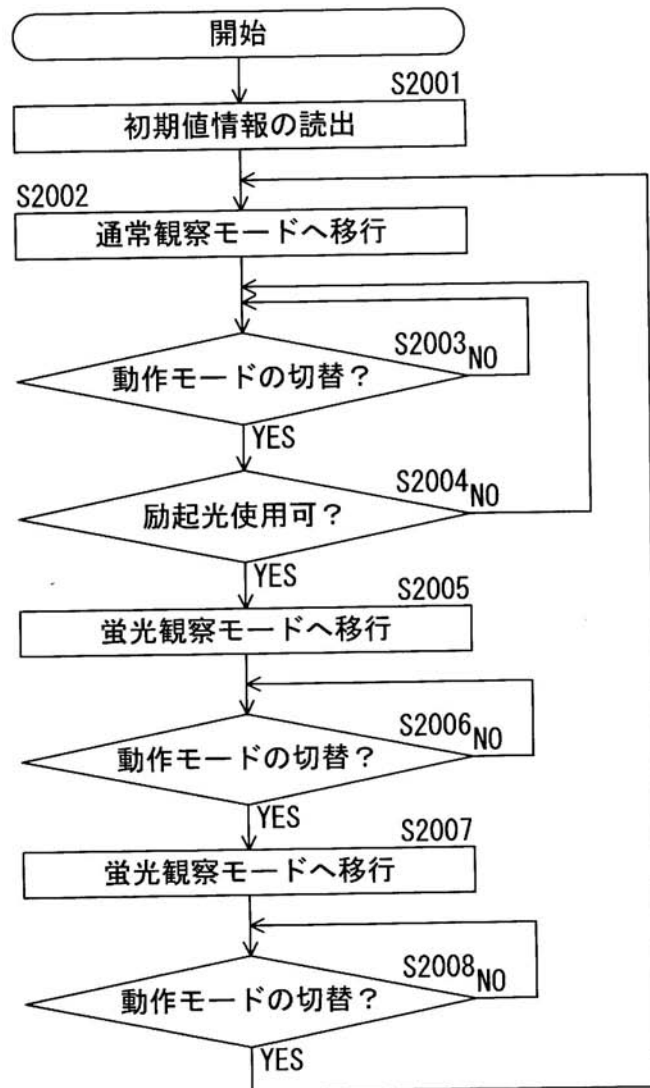 開始
S2001
初期値情報の読出
S2002
通常観察モードへ移行
S2003 NO
動作モードの切替？
YES
S2004 NO
励起光使用可？
YES
S2005
蛍光観察モードへ移行
S2006 NO
動作モードの切替？
YES
S2007
蛍光観察モードへ移行
S2008 NO
動作モードの切替？
YES